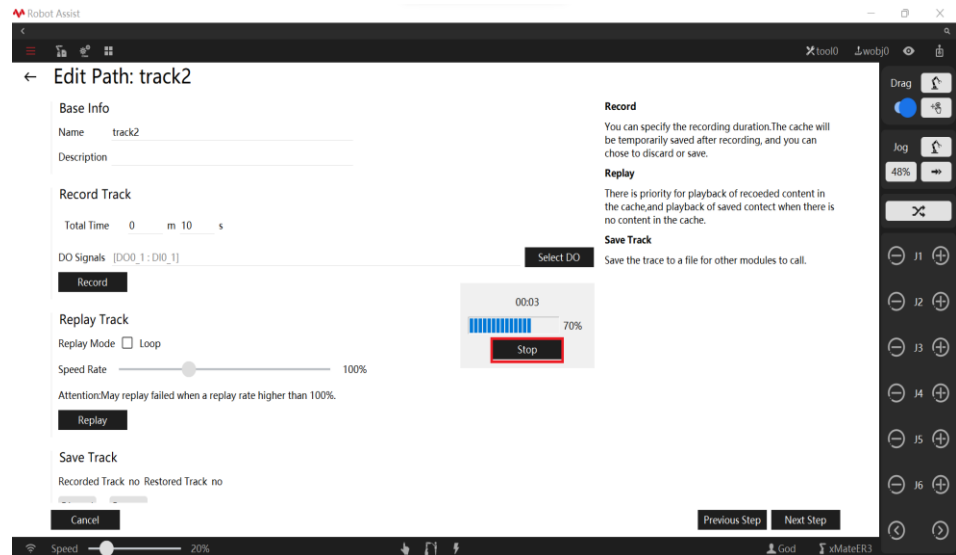 Robot Assist
tool0 wobj0
← Edit Path: track2
Base Info
Name track2
Description
Record Track
Total Time 0 m 10 s
DO Signals [DO0_1 : DI0_1] Select DO
Record
Replay Track
Replay Mode Loop
Speed Rate 100%
Attention:May replay failed when a replay rate higher than 100%.
Replay
Save Track
Recorded Track no Restored Track no
Cancel
00:03
70%
Stop
Record
You can specify the recording duration.The cache will
be temporarily saved after recording, and you can
chose to discard or save.
Replay
There is priority for playback of recoeded content in
the cache,and playback of saved contect when there is
no content in the cache.
Save Track
Save the trace to a file for other modules to call.
Previous Step Next Step
Drag
Jog
48%
J1
J2
J3
J4
J5
J6
Speed 20% God xMateER3